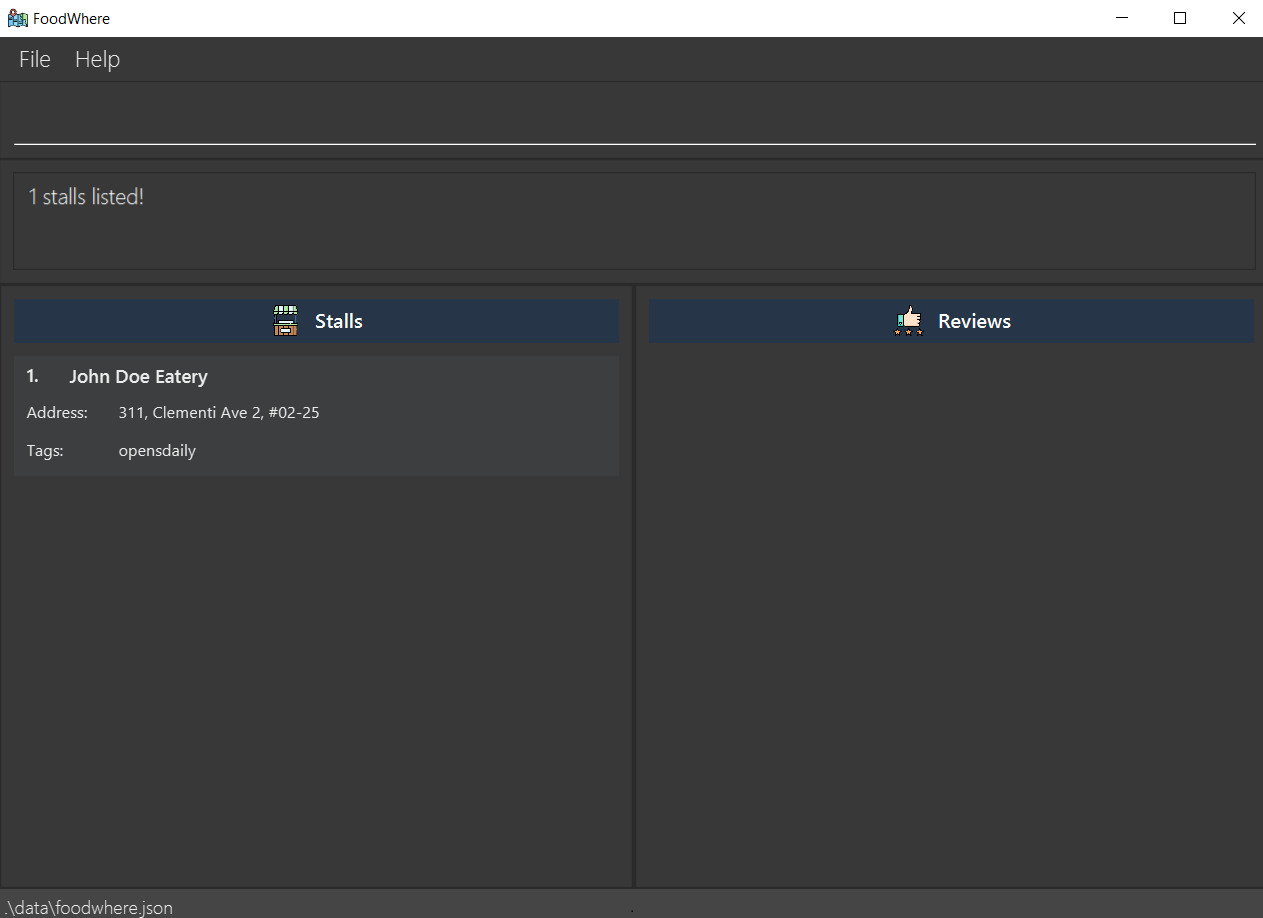 FoodWhere
File Help
1 stalls listed!
Stalls
Reviews
1. John Doe Eatery
Address: 311, Clementi Ave 2, #02-25
Tags: opensdaily
.\data\foodwhere.json